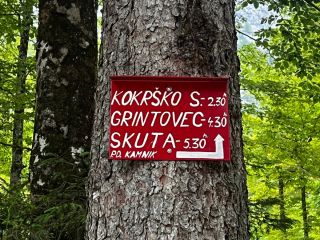 KOKRŠKO S.- 2.30
GRINTOVEC- 4.30
SKUTA - 5.30
PD. KAMNIK